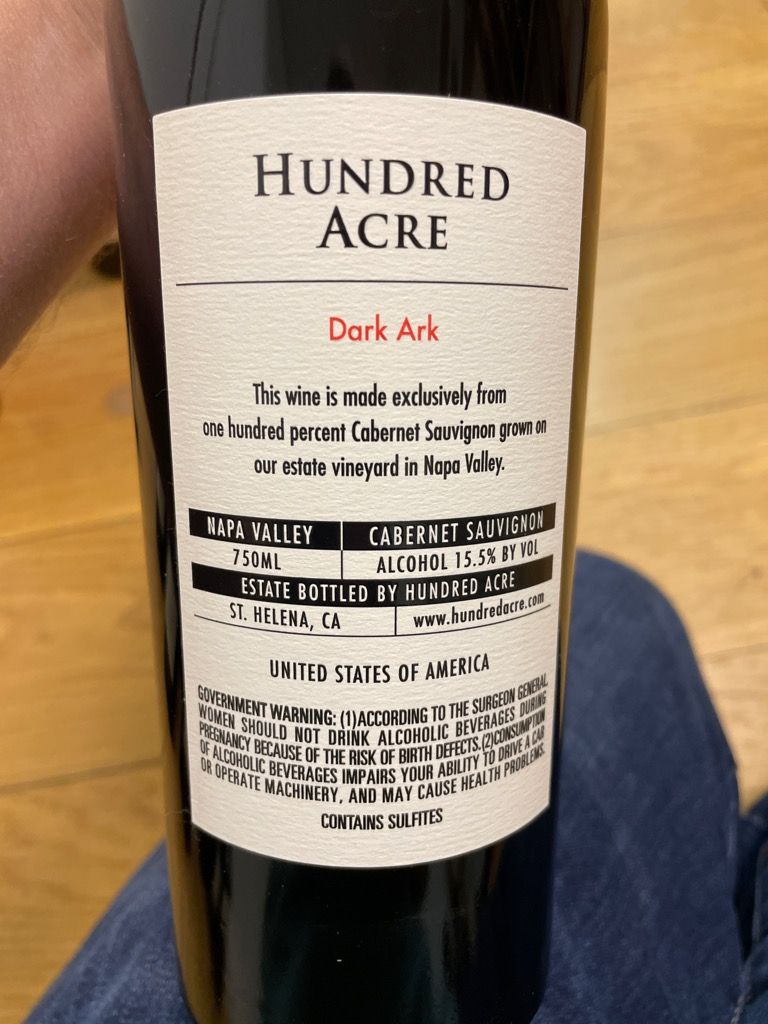 HUNDRED
ACRE
Dark Ark
This wine is made exclusively from
one hundred percent Cabernet Sauvignon grown on
our estate vineyard in Napa Valley.
NAPA VALLEY CABERNET SAUVIGNON
750ML ALCOHOL 15.5% BY VOL
ESTATE BOTTLED BY HUNDRED ACRE
ST. HELENA, CA www.hundredacre.com
UNITED STATES OF AMERICA
GOVERNMENT WARNING: (1)ACCORDING TO THE SURGEON GENERAL
WOMEN SHOULD NOT DRINK ALCOHOLIC BEVERAGES DURING
PREGNANCY BECAUSE OF THE RISK OF BIRTH DEFECTS.(2)CONSUMPTION
OF ALCOHOLIC BEVERAGES IMPAIRS YOUR ABILITY TO DRIVE A CAR
OR OPERATE MACHINERY, AND MAY CAUSE HEALTH PROBLEMS.
CONTAINS SULFITES